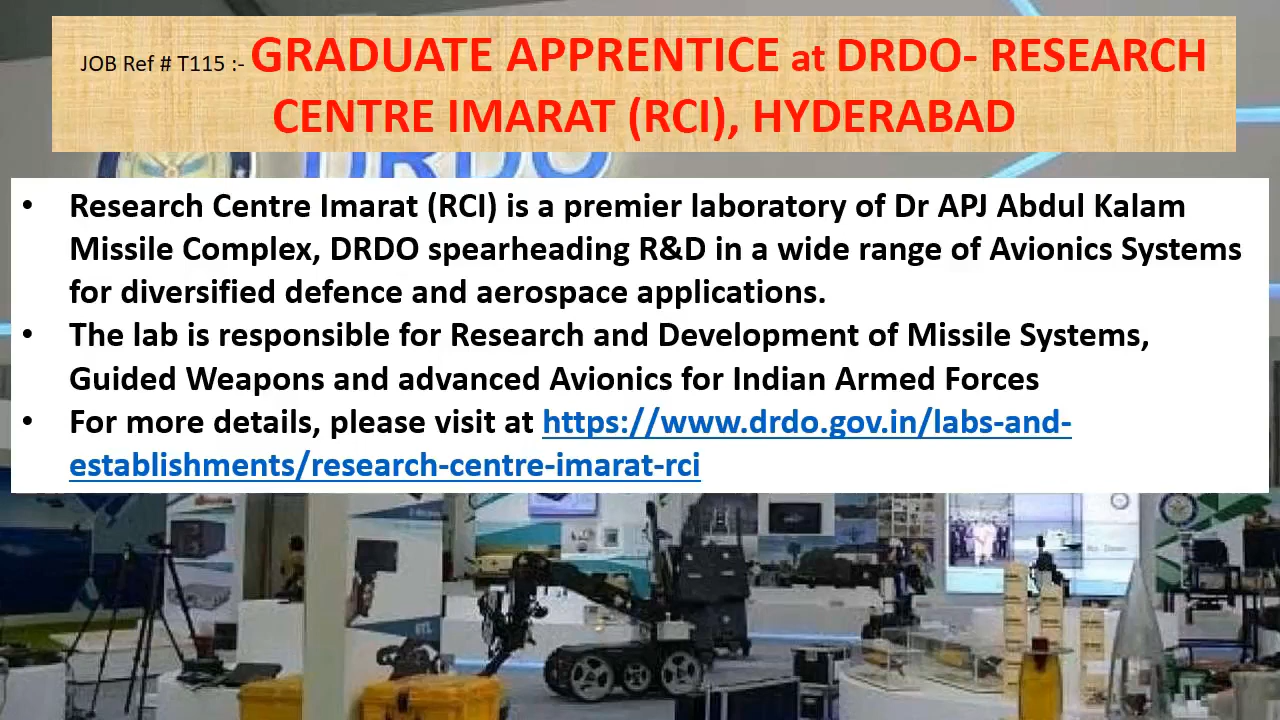 JOB Ref # T115 :- GRADUATE APPRENTICE at DRDO- RESEARCH
CENTRE IMARAT (RCI), HYDERABAD
DRDO
• Research Centre Imarat (RCI) is a premier laboratory of Dr APJ Abdul Kalam
Missile Complex, DRDO spearheading R&D in a wide range of Avionics Systems
for diversified defence and aerospace applications.
• The lab is responsible for Research and Development of Missile Systems,
Guided Weapons and advanced Avionics for Indian Armed Forces
• For more details, please visit at https://www.drdo.gov.in/labs-and-
establishments/research-centre-imarat-rci